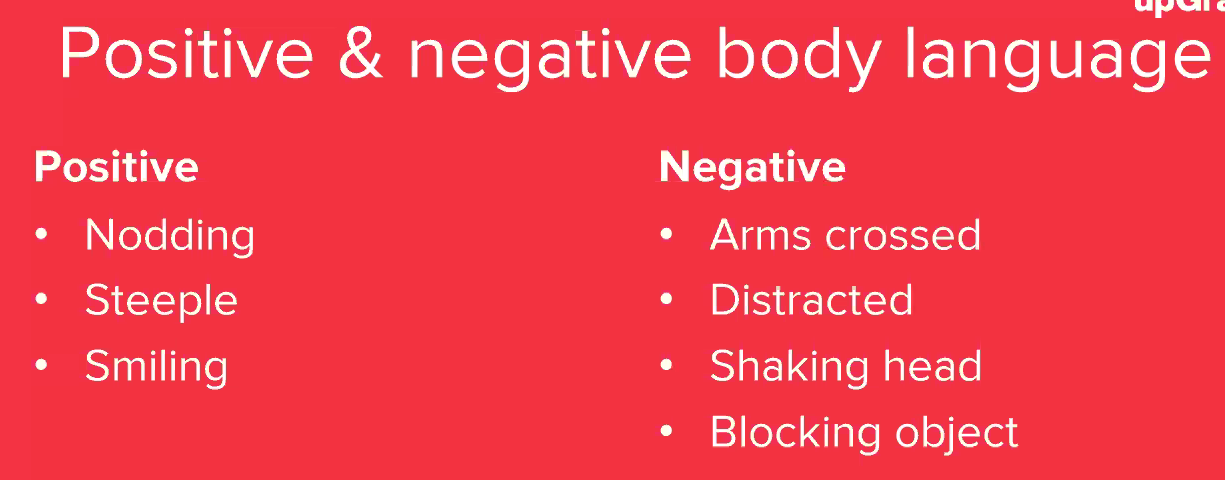 Positive & negative body language
Positive
• Nodding
• Steeple
• Smiling
Negative
• Arms crossed
• Distracted
• Shaking head
• Blocking object